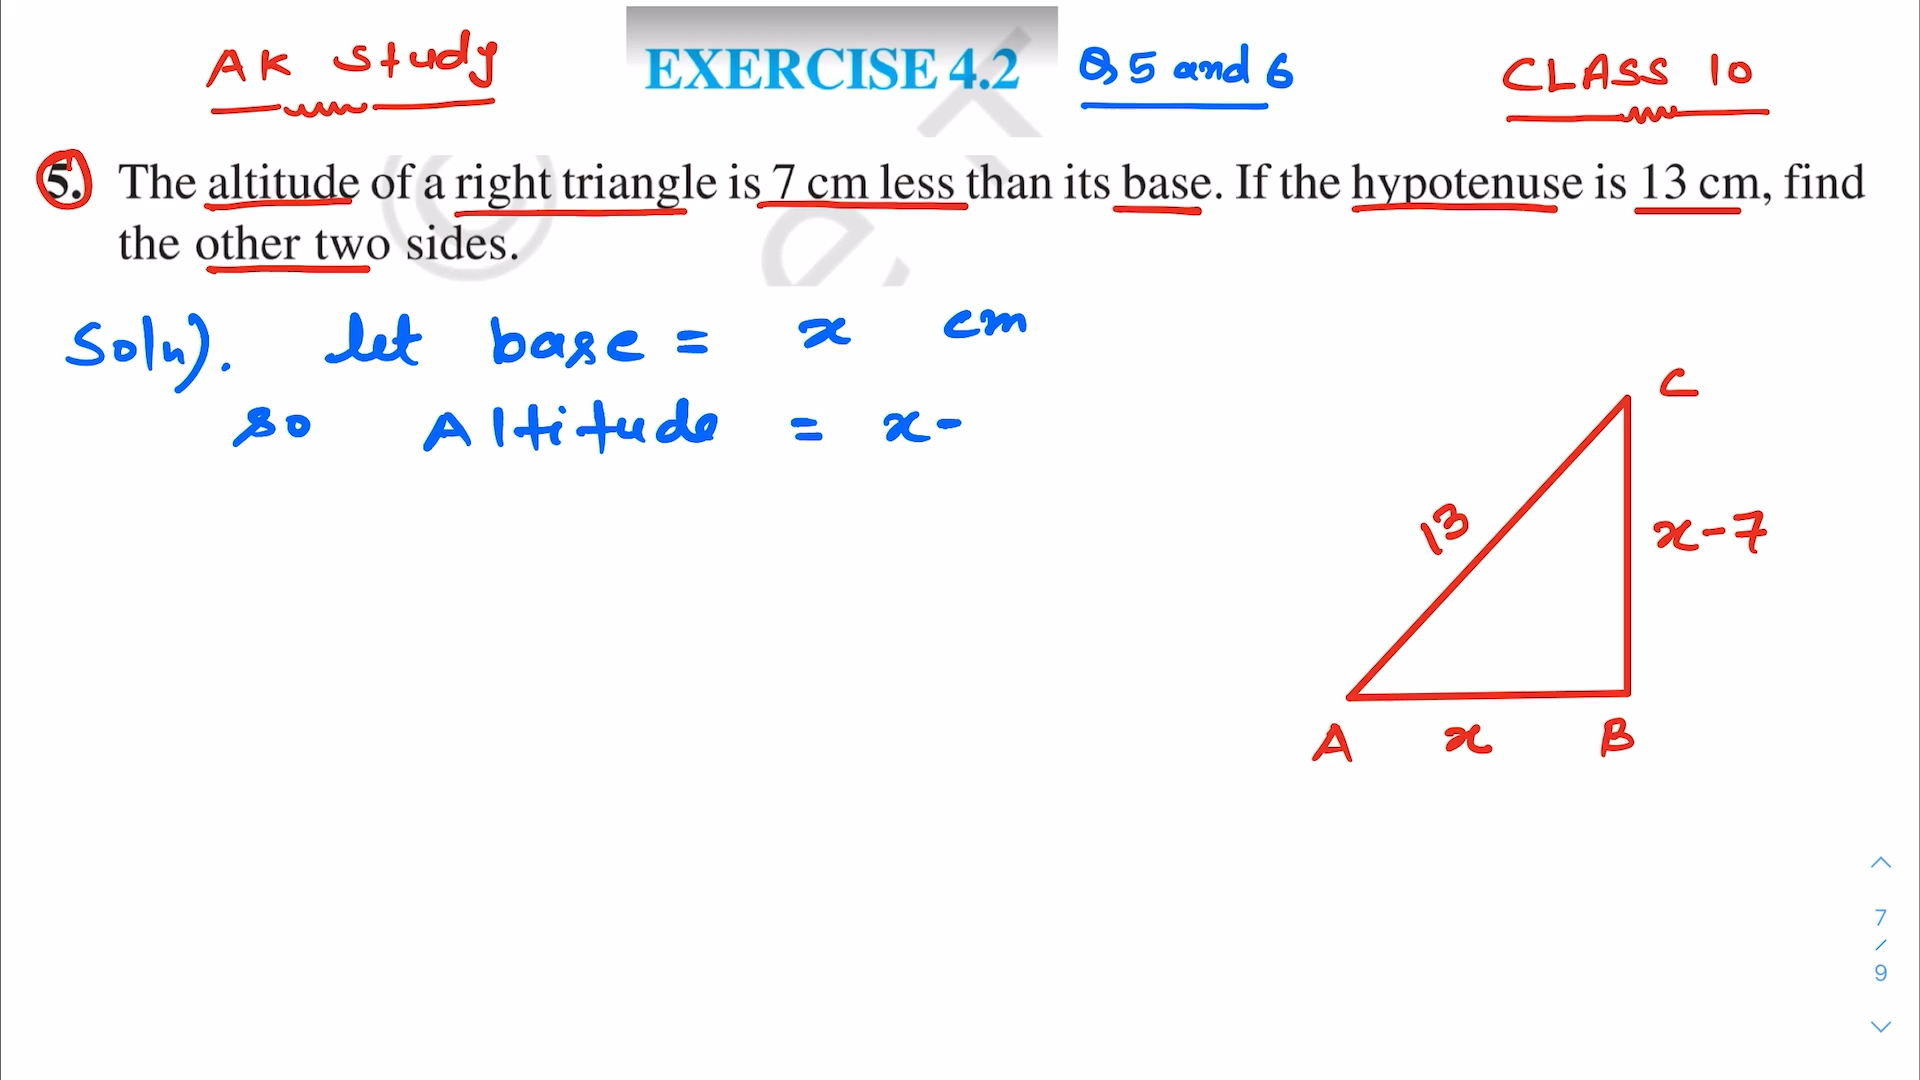 AK Study
EXERCISE 4.2
Q 5 and 6
CLASS 10
5. The altitude of a right triangle is 7 cm less than its base. If the hypotenuse is 13 cm, find
the other two sides.
Soln). let base = x cm
so Altitude = x-
C
13
x-7
A x B
7
/
9